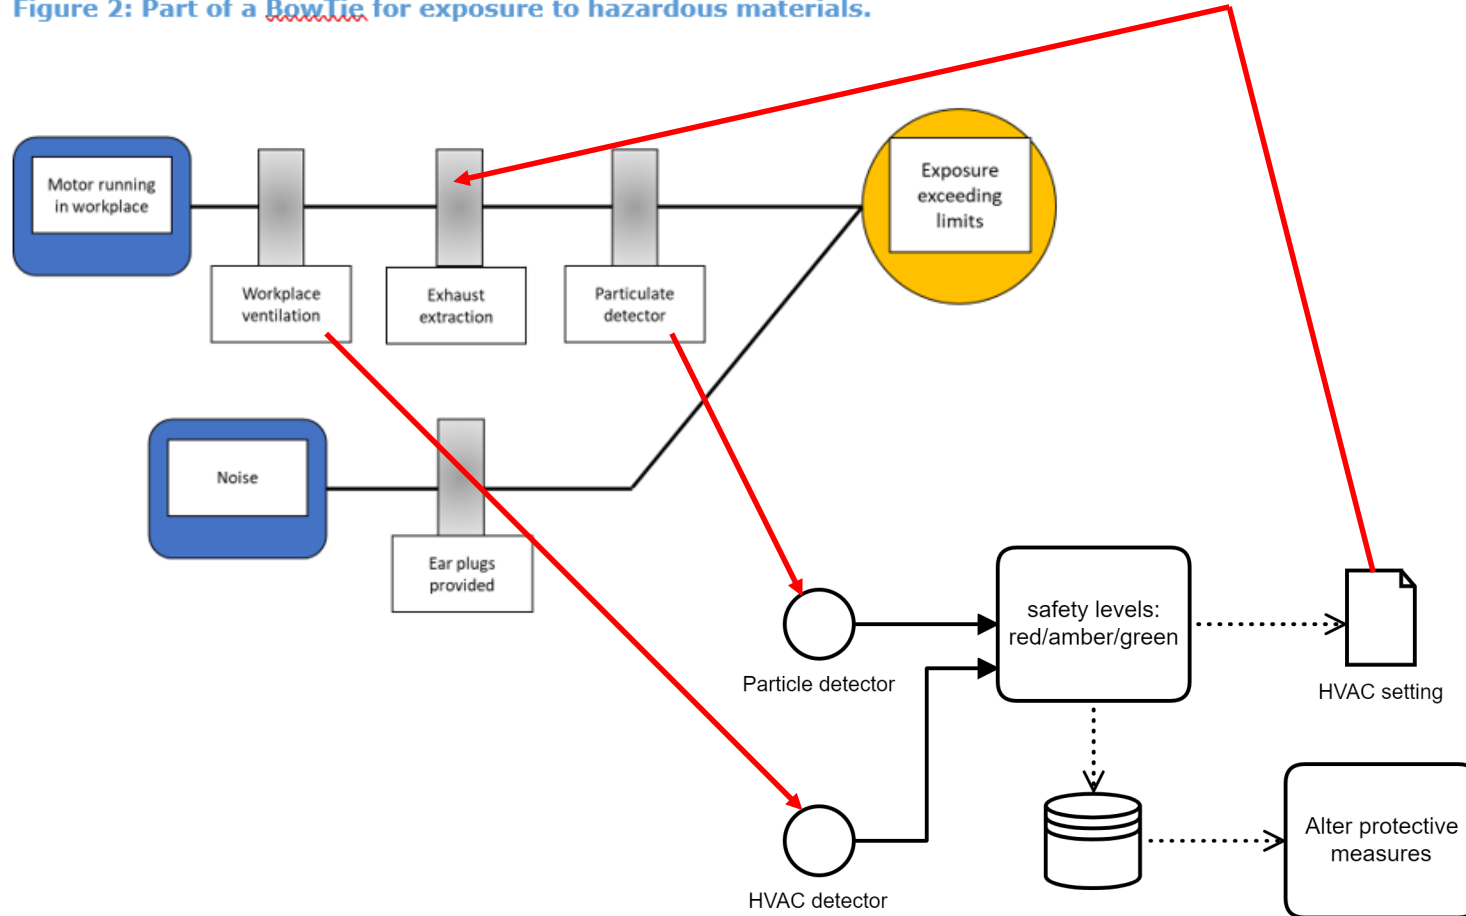 Figure 2: Part of a BowTie for exposure to hazardous materials.
Motor running
in workplace
Exposure
exceeding
limits
Workplace
ventilation
Exhaust
extraction
Particulate
detector
Noise
Ear plugs
provided
safety levels:
red/amber/green
Particle detector
HVAC setting
Alter protective
measures
HVAC detector